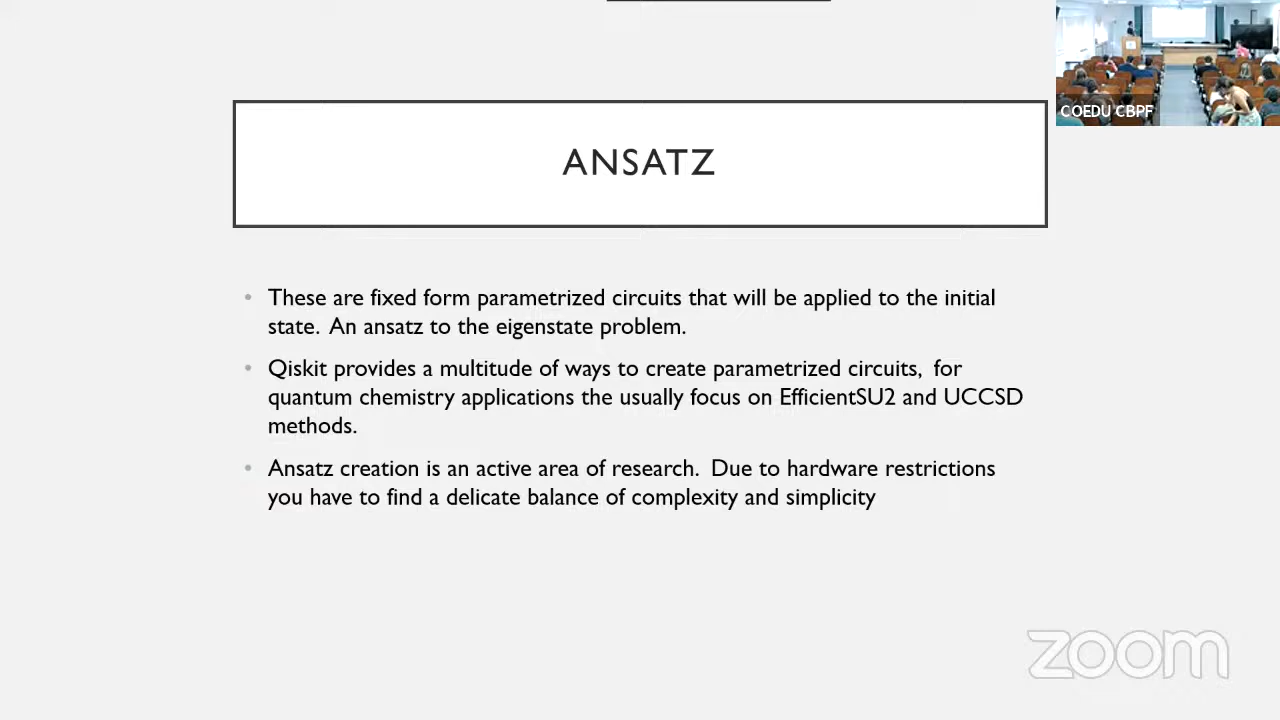 COEDU CBPF
ANSATZ
• These are fixed form parametrized circuits that will be applied to the initial
state. An ansatz to the eigenstate problem.
• Qiskit provides a multitude of ways to create parametrized circuits, for
quantum chemistry applications the usually focus on EfficientSU2 and UCCSD
methods.
• Ansatz creation is an active area of research. Due to hardware restrictions
you have to find a delicate balance of complexity and simplicity
zoom